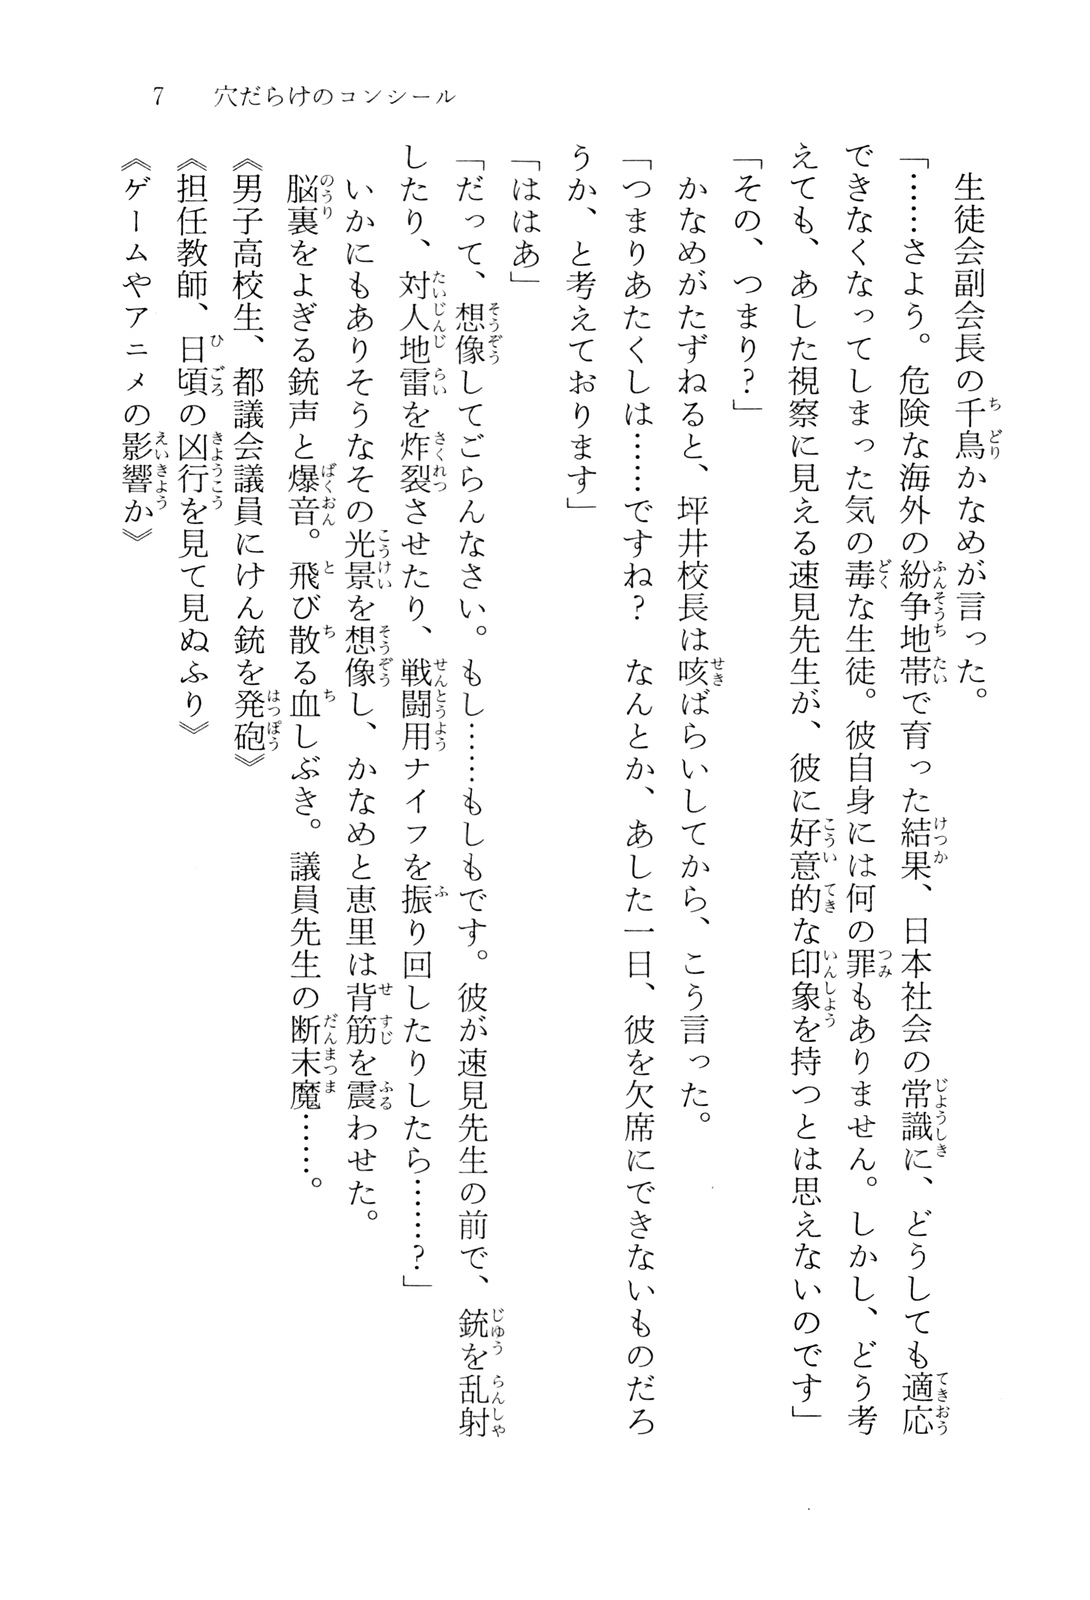 7　穴だらけのコンシール
　生徒会副会長の千鳥かなめが言った。
「……さよう。危険な海外の紛争地帯で育った結果、日本社会の常識に、どうしても適応
できなくなってしまった気の毒な生徒。彼自身には何の罪もありません。しかし、どう考
えても、あした視察に見える速見先生が、彼に好意的な印象を持つとは思えないのです」
「その、つまり？」
　かなめがたずねると、坪井校長は咳ばらいしてから、こう言った。
「つまりあたくしは……ですね？　なんとか、あした一日、彼を欠席にできないものだろ
うか、と考えております」
「ははあ」
「だって、想像してごらんなさい。もし……もしもです。彼が速見先生の前で、銃を乱射
したり、対人地雷を炸裂させたり、戦闘用ナイフを振り回したりしたら……？」
　いかにもありそうなその光景を想像し、かなめと恵里は背筋を震わせた。
　脳裏をよぎる銃声と爆音。飛び散る血しぶき。議員先生の断末魔……。
《男子高校生、都議会議員にけん銃を発砲》
《担任教師、日頃の凶行を見て見ぬふり》
《ゲームやアニメの影響か》